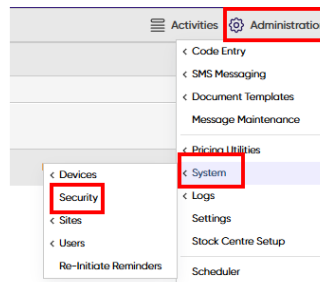 Activities Administratio
< Code Entry
< SMS Messaging
< Document Templates
Message Maintenance
< Pricing Utilities
< System
< Logs
Settings
Stock Centre Setup
Scheduler
< Devices
Security
< Sites
< Users
Re-Initiate Reminders